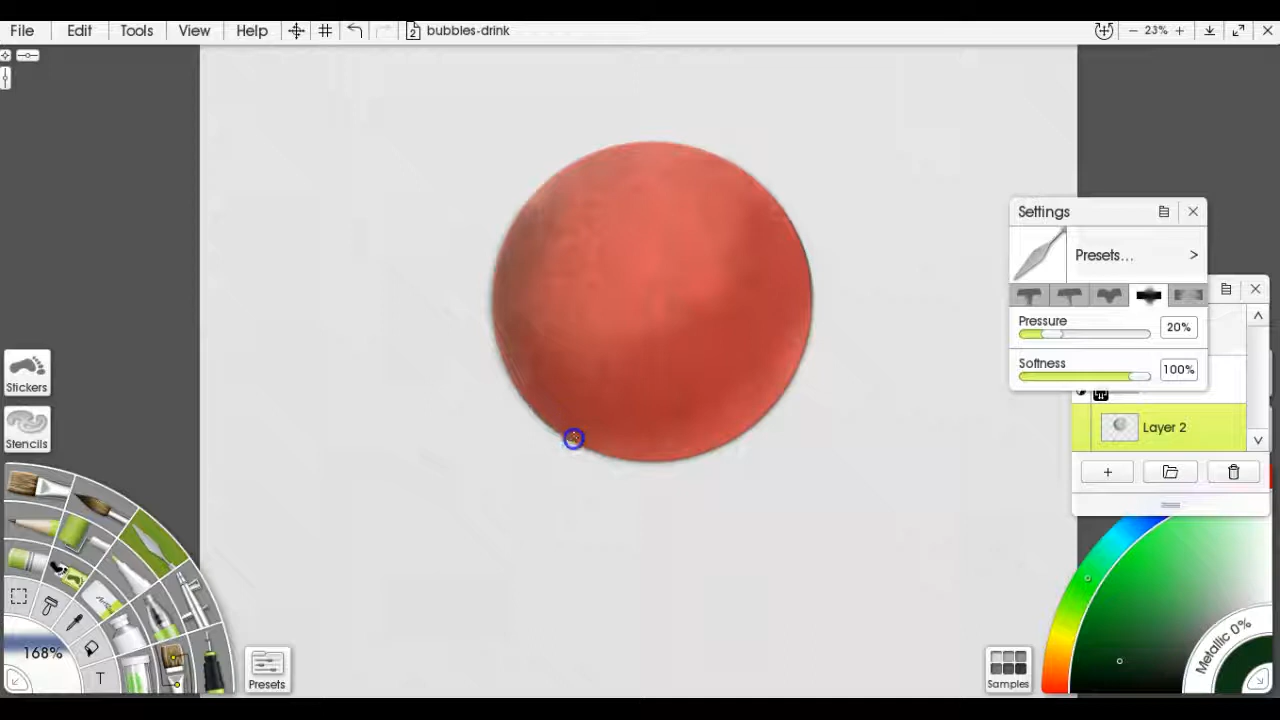 File Edit Tools View Help 2 bubbles-drink 23%
Settings
Presets... >
Pressure
20%
Softness
100%
Stickers
Stencils
Layer 2
168%
T
Presets
Samples
Metallic 0%